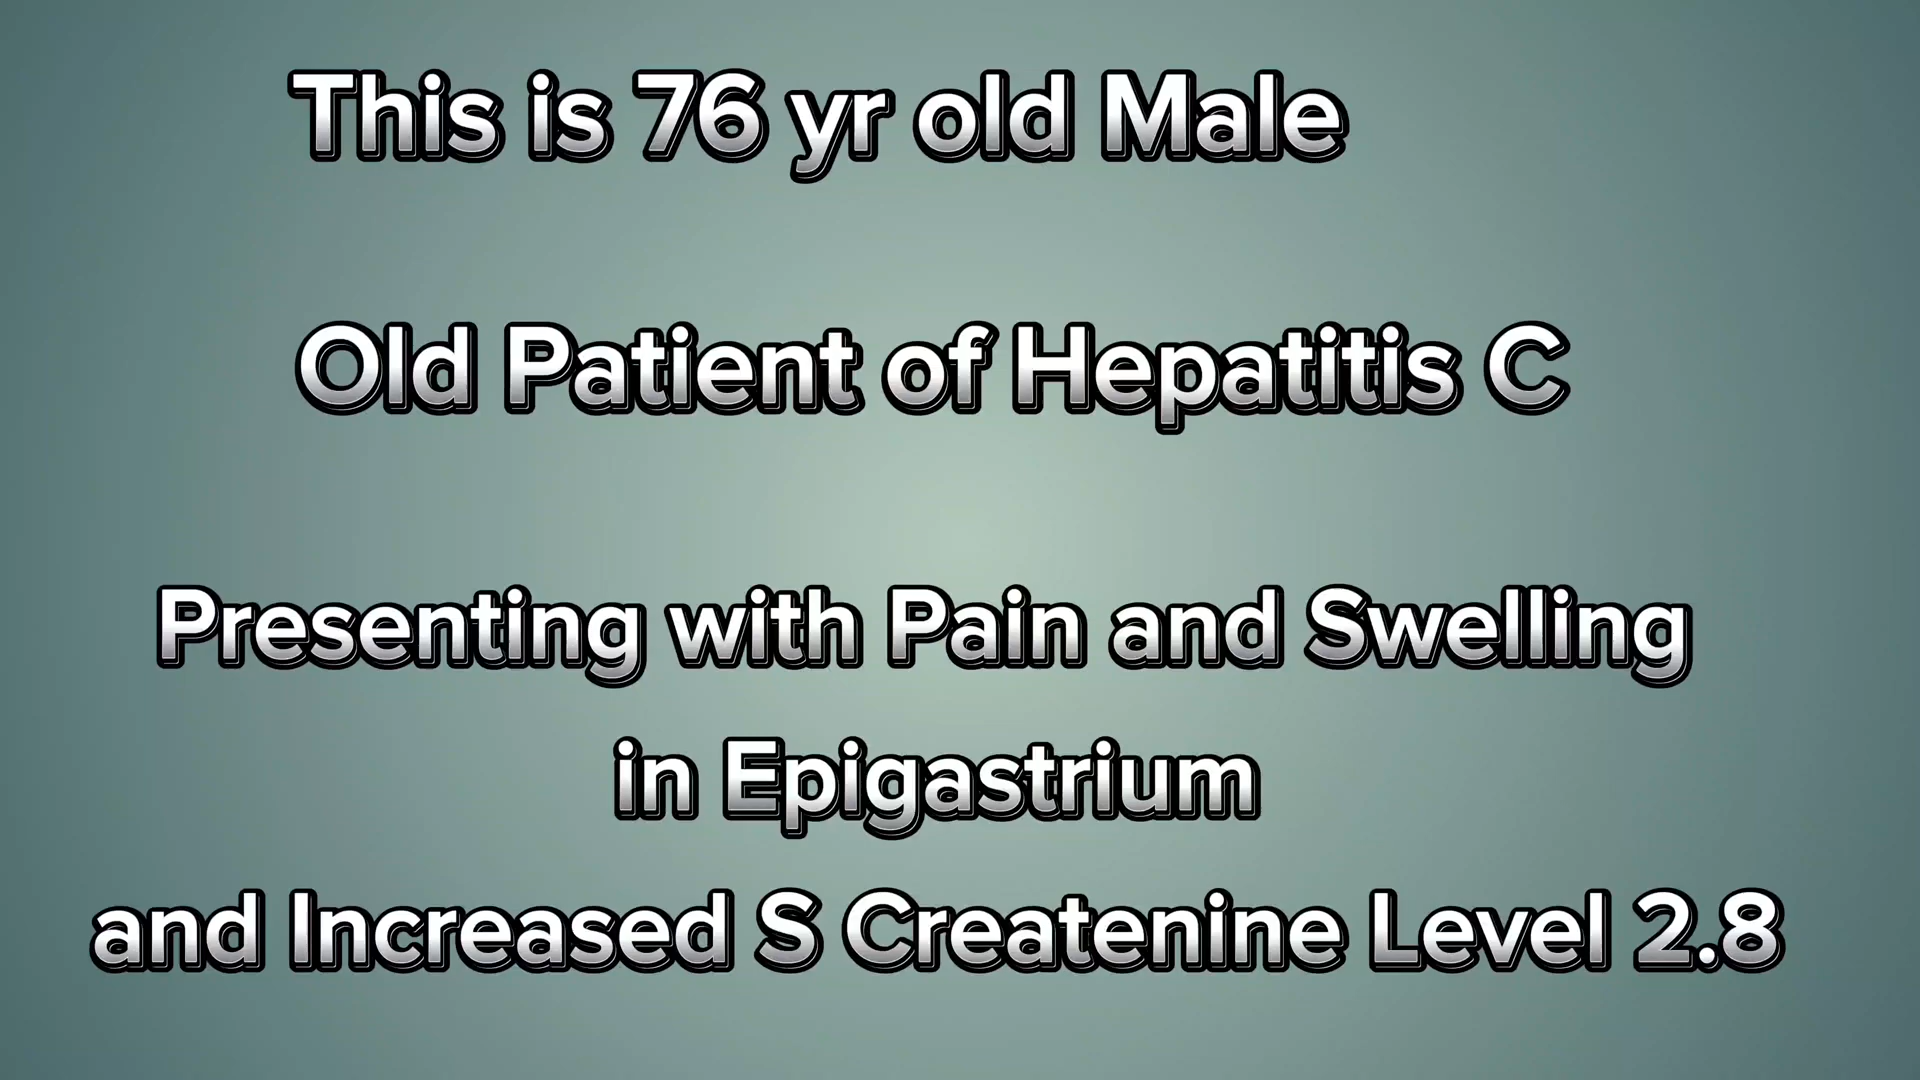 This is 76 yr old Male
Old Patient of Hepatitis C
Presenting with Pain and Swelling
in Epigastrium
and Increased S Createnine Level 2.8